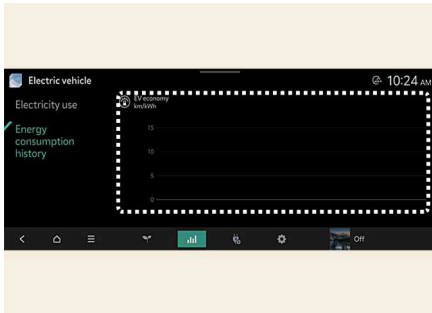 Electric vehicle
10:24 AM
Electricity use
Energy
consumption
history
EV economy
km/kWh
15
10
5
0
Off